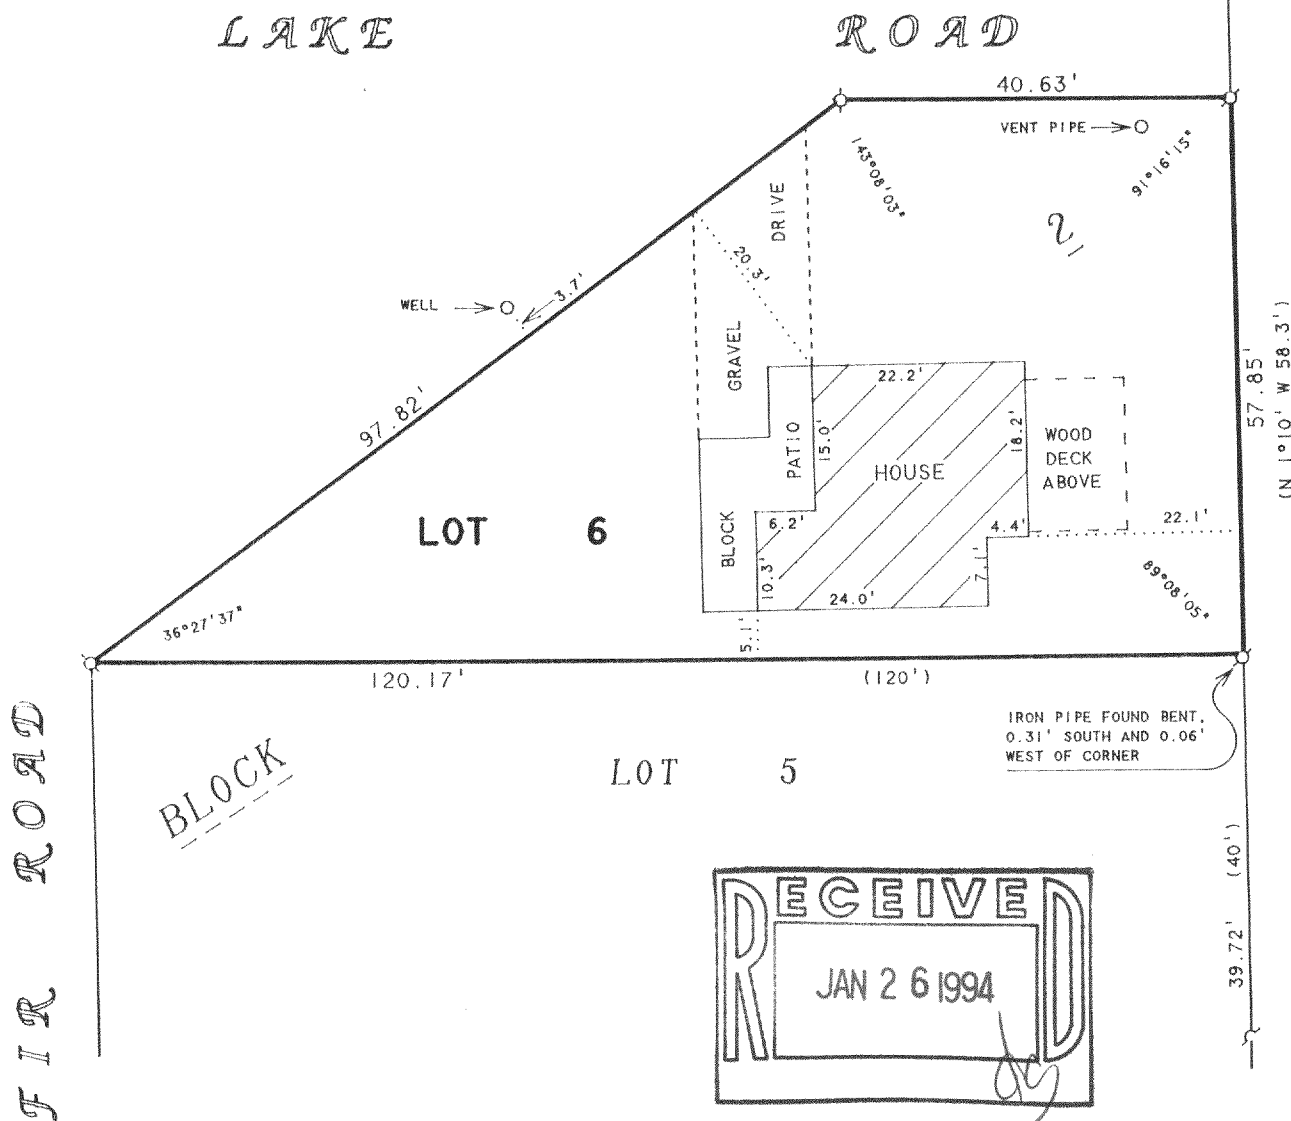 LAKE ROAD
40.63'
VENT PIPE
143°08'03"
91°16'15"
21
DRIVE
20.3'
3.7'
WELL
GRAVEL
97.82'
57.85'
(N 1°10' W 58.3')
22.2'
15.0'
18.2'
PATIO
HOUSE
WOOD
DECK
ABOVE
LOT 6
BLOCK
6.2'
4.4'
22.1'
10.3'
7.1'
24.0'
89°08'05"
36°27'37"
5.1'
120.17'
(120')
IRON PIPE FOUND BENT,
0.31' SOUTH AND 0.06'
WEST OF CORNER
FIR ROAD
BLOCK
LOT 5
(40')
39.72'
RECEIVED
JAN 26 1994